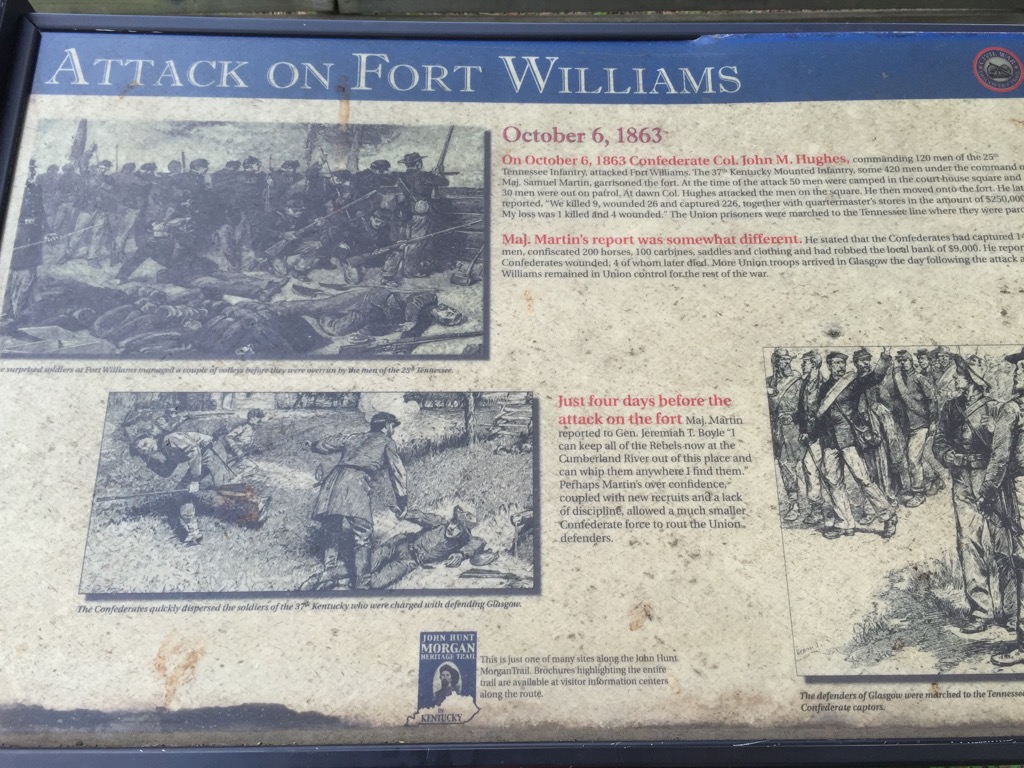 ATTACK ON FORT WILLIAMS
October 6, 1863
On October 6, 1863 Confederate Col. John M. Hughes, commanding 120 men of the 25th
Tennessee Infantry, attacked Fort Williams. The 37th Kentucky Mounted Infantry, some 420 men under the command
Maj. Samuel Martin, garrisoned the fort. At the time of the attack 50 men were camped in the court house square and
30 men were out on patrol. At dawn Col. Hughes attacked the men on the square. He then moved onto the fort. He
reported, "We killed 9, wounded 26 and captured 226, together with quartermaster's stores in the amount of $250,000
My loss was 1 killed and 4 wounded." The Union prisoners were marched to the Tennessee line where they were
Maj. Martin's report was somewhat different. He stated that the Confederates had captured
men, confiscated 200 horses, 100 carbines, saddles and clothing and had robbed the local bank of $9,000. He
Confederates wounded, 4 of whom later died. More Union troops arrived in Glasgow the day following the attack
Williams remained in Union control for the rest of the war.
surprised soldiers at Fort Williams managed a couple of volleys before they were overrun by the men of the 25th Tennessee.
Just four days before the
attack on the fort Maj. Martin
reported to Gen. Jeremiah T. Boyle "I
can keep all of the Rebels now at the
Cumberland River out of this place and
can whip them anywhere I find them."
Perhaps Martin's over confidence,
coupled with new recruits and a lack
of discipline, allowed a much smaller
Confederate force to rout the Union
defenders.
The Confederates quickly dispersed the soldiers of the 37th Kentucky who were charged with defending Glasgow.
The defenders of Glasgow were marched to the Tennessee
Confederate captors.
JOHN HUNT
MORGAN
HERITAGE TRAIL
IN
KENTUCKY
This is just one of many sites along the John Hunt
Morgan Trail. Brochures highlighting the entire
trail are available at visitor information centers
along the route.